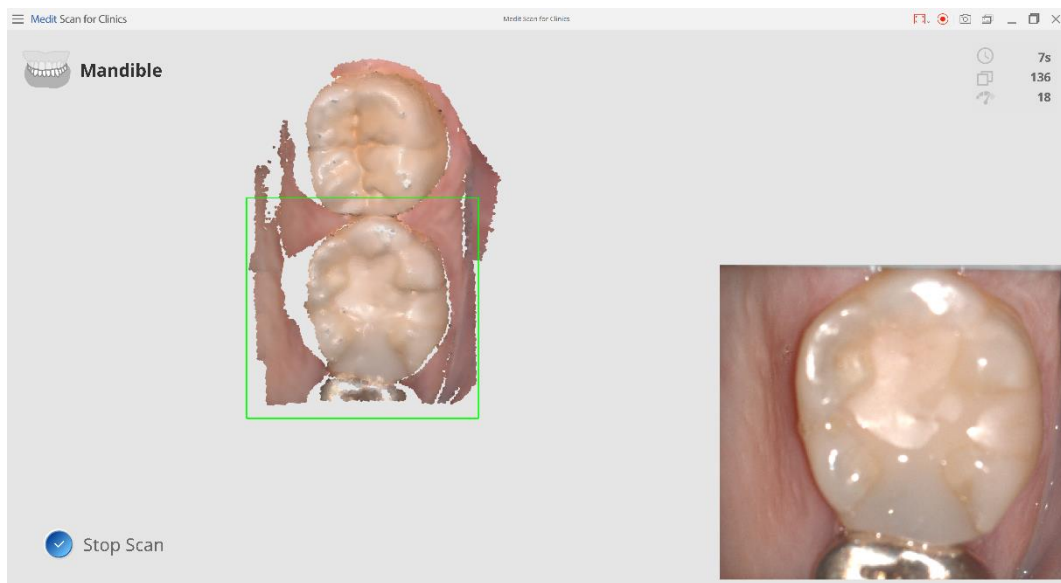 Medit Scan for Clinics
Medit Scan for Clinics
Mandible
7s
136
18
Stop Scan